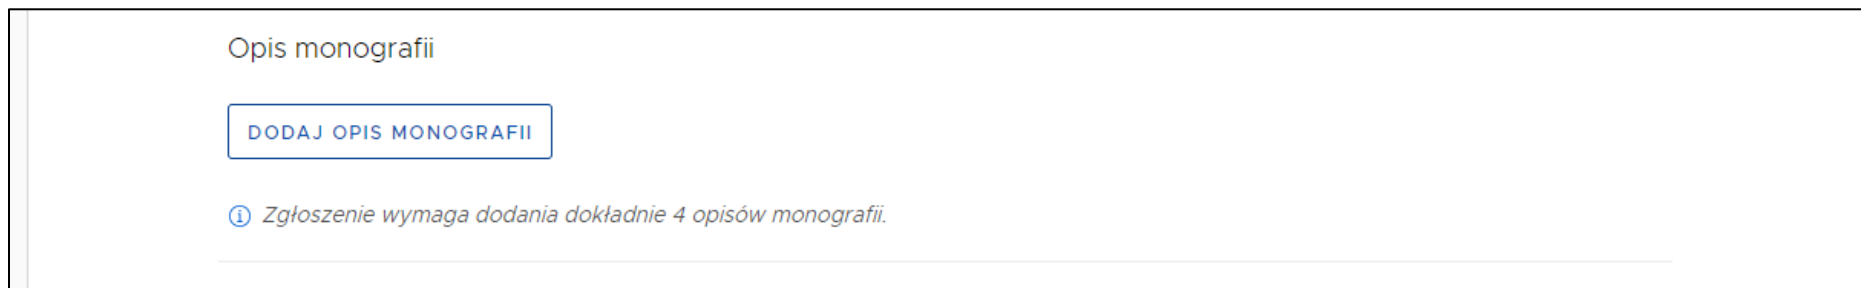 Opis monografii
DODAJ OPIS MONOGRAFII
Zgłoszenie wymaga dodania dokładnie 4 opisów monografii.